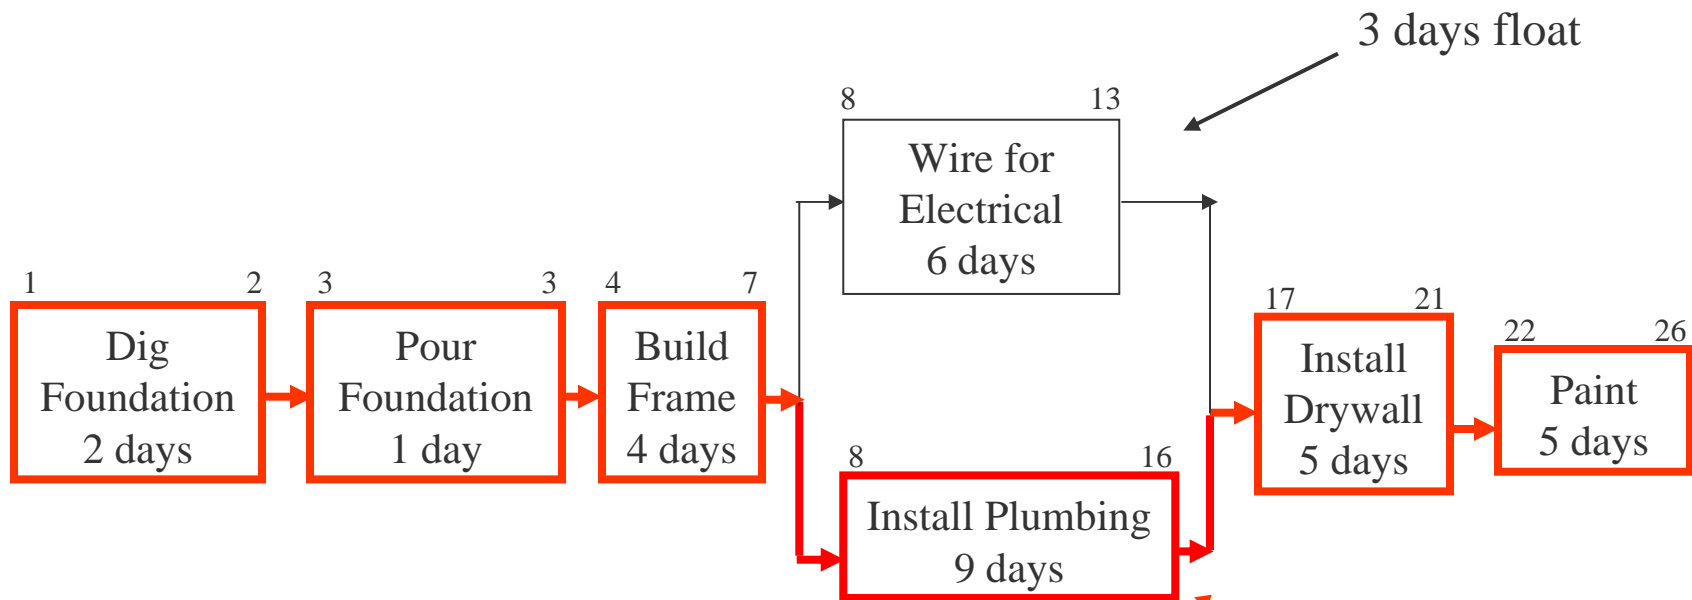 3 days float
8 13
Wire for
Electrical
6 days
1 2
Dig
Foundation
2 days
3 3
Pour
Foundation
1 day
4 7
Build
Frame
4 days
8 16
Install Plumbing
9 days
17 21
Install
Drywall
5 days
22 26
Paint
5 days